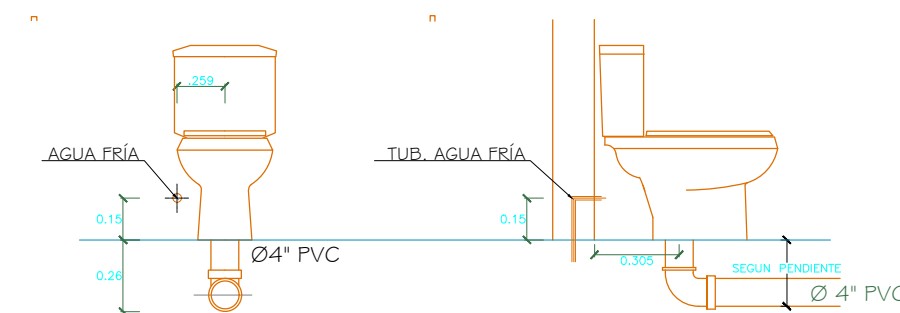 .259
AGUA FRÍA
0.15
Ø4" PVC
0.26
TUB. AGUA FRÍA
0.15
0.305
SEGUN PENDIENTE
Ø 4" PVC